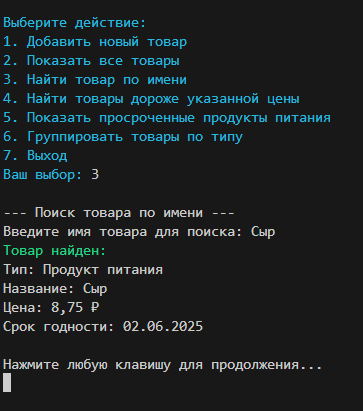 Выберите действие:
1. Добавить новый товар
2. Показать все товары
3. Найти товар по имени
4. Найти товары дороже указанной цены
5. Показать просроченные продукты питания
6. Группировать товары по типу
7. Выход
Ваш выбор: 3
--- Поиск товара по имени ---
Введите имя товара для поиска: Сыр
Товар найден:
Тип: Продукт питания
Название: Сыр
Цена: 8,75 ₽
Срок годности: 02.06.2025
Нажмите любую клавишу для продолжения...